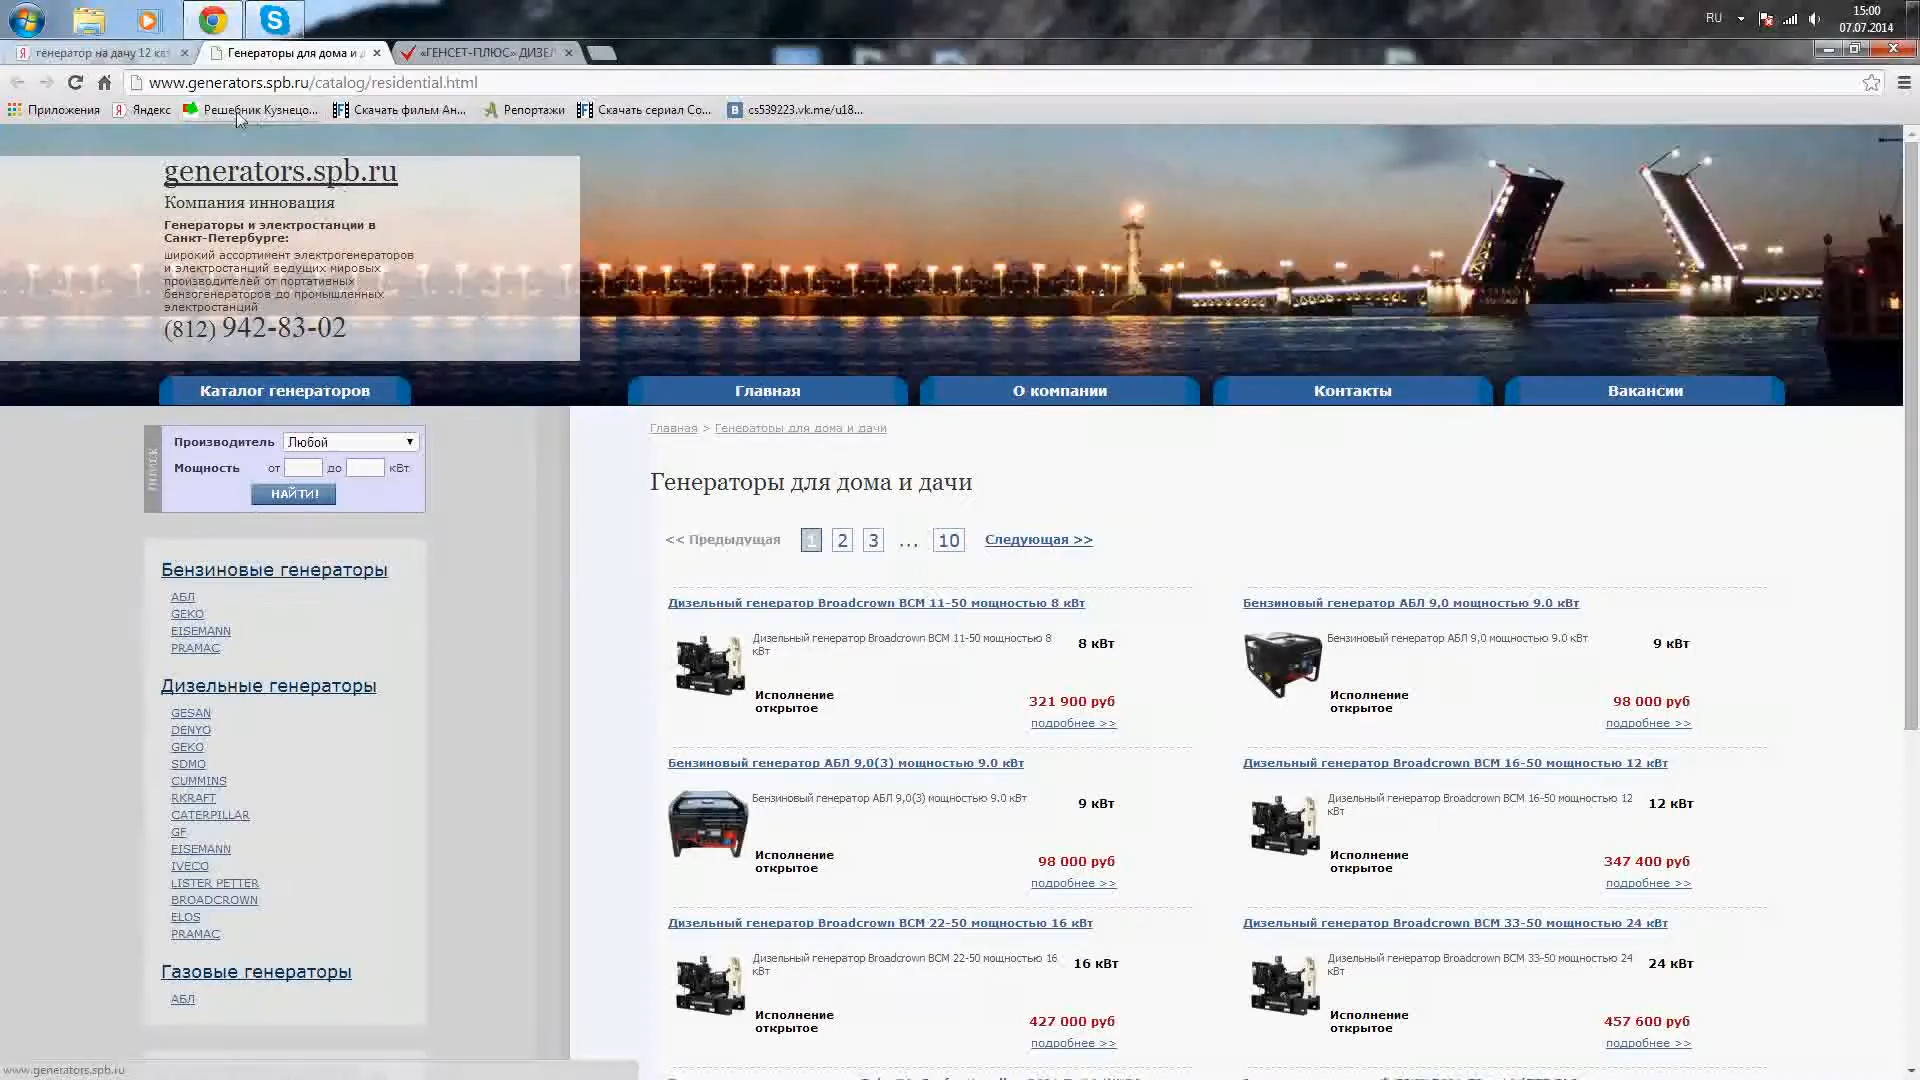 RU
15:00
07.07.2014
генератор на дачу 12 кв
Генераторы для дома и д
«ГЕНСЕТ-ПЛЮС» ДИЗЕЛ
www.generators.spb.ru/catalog/residential.html
Приложения
Яндекс
Решебник Кузнецо...
Скачать фильм Ан...
Репортажи
Скачать сериал Со...
cs539223.vk.me/u18...
generators.spb.ru
Компания инновация
Генераторы и электростанции в
Санкт-Петербурге:
широкий ассортимент электрогенераторов
и электростанций ведущих мировых
производителей от портативных
бензогенераторов до промышленных
электростанций
(812) 942-83-02
Каталог генераторов
Главная
О компании
Контакты
Вакансии
ПОИСК
Производитель Любой
Мощность от до кВт
НАЙТИ!
Бензиновые генераторы
АБЛ
GEKO
EISEMANN
PRAMAC
Дизельные генераторы
GESAN
DENYO
GEKO
SDMO
CUMMINS
RKRAFT
CATERPILLAR
GF
EISEMANN
IVECO
LISTER PETTER
BROADCROWN
ELOS
PRAMAC
Газовые генераторы
АБЛ
Главная > Генераторы для дома и дачи
Генераторы для дома и дачи
<< Предыдущая 1 2 3 ... 10 Следующая >>
Дизельный генератор Broadcrown BCM 11-50 мощностью 8 кВт
Дизельный генератор Broadcrown BCM 11-50 мощностью 8
кВт
8 кВт
Исполнение
открытое
321 900 руб
подробнее >>
Бензиновый генератор АБЛ 9,0 мощностью 9.0 кВт
Бензиновый генератор АБЛ 9,0 мощностью 9.0 кВт
9 кВт
Исполнение
открытое
98 000 руб
подробнее >>
Бензиновый генератор АБЛ 9,0(3) мощностью 9.0 кВт
Бензиновый генератор АБЛ 9,0(3) мощностью 9.0 кВт
9 кВт
Исполнение
открытое
98 000 руб
подробнее >>
Дизельный генератор Broadcrown BCM 16-50 мощностью 12 кВт
Дизельный генератор Broadcrown BCM 16-50 мощностью 12
кВт
12 кВт
Исполнение
открытое
347 400 руб
подробнее >>
Дизельный генератор Broadcrown BCM 22-50 мощностью 16 кВт
Дизельный генератор Broadcrown BCM 22-50 мощностью 16
кВт
16 кВт
Исполнение
открытое
427 000 руб
подробнее >>
Дизельный генератор Broadcrown BCM 33-50 мощностью 24 кВт
Дизельный генератор Broadcrown BCM 33-50 мощностью 24
кВт
24 кВт
Исполнение
открытое
457 600 руб
подробнее >>
www.generators.spb.ru